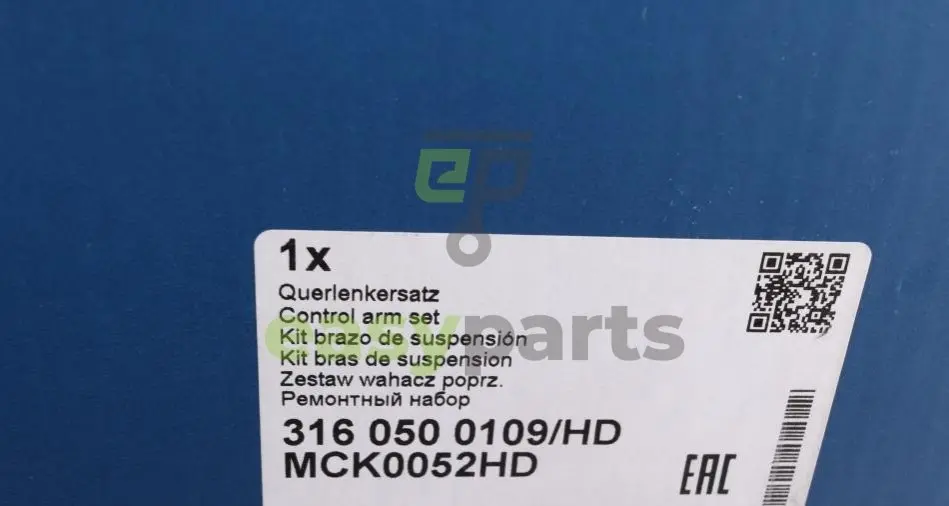 ep
1x
Querlenkersatz
Control arm set
easyparts
Kit brazo de suspensión
Kit bras de suspension
Zestaw wahacz poprz.
Ремонтный набор
316 050 0109/HD
MCK0052HD
EAC